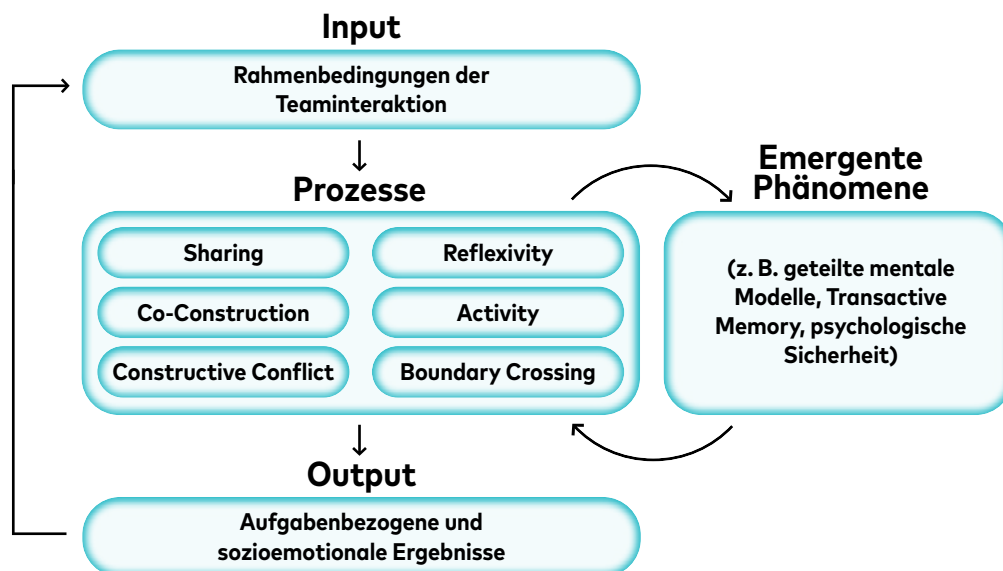 Input
Rahmenbedingungen der
Teaminteraktion
Prozesse
Sharing
Reflexivity
Co-Construction
Activity
Constructive Conflict
Boundary Crossing
Emergente
Phänomene
(z. B. geteilte mentale
Modelle, Transactive
Memory, psychologische
Sicherheit)
Output
Aufgabenbezogene und
sozioemotionale Ergebnisse